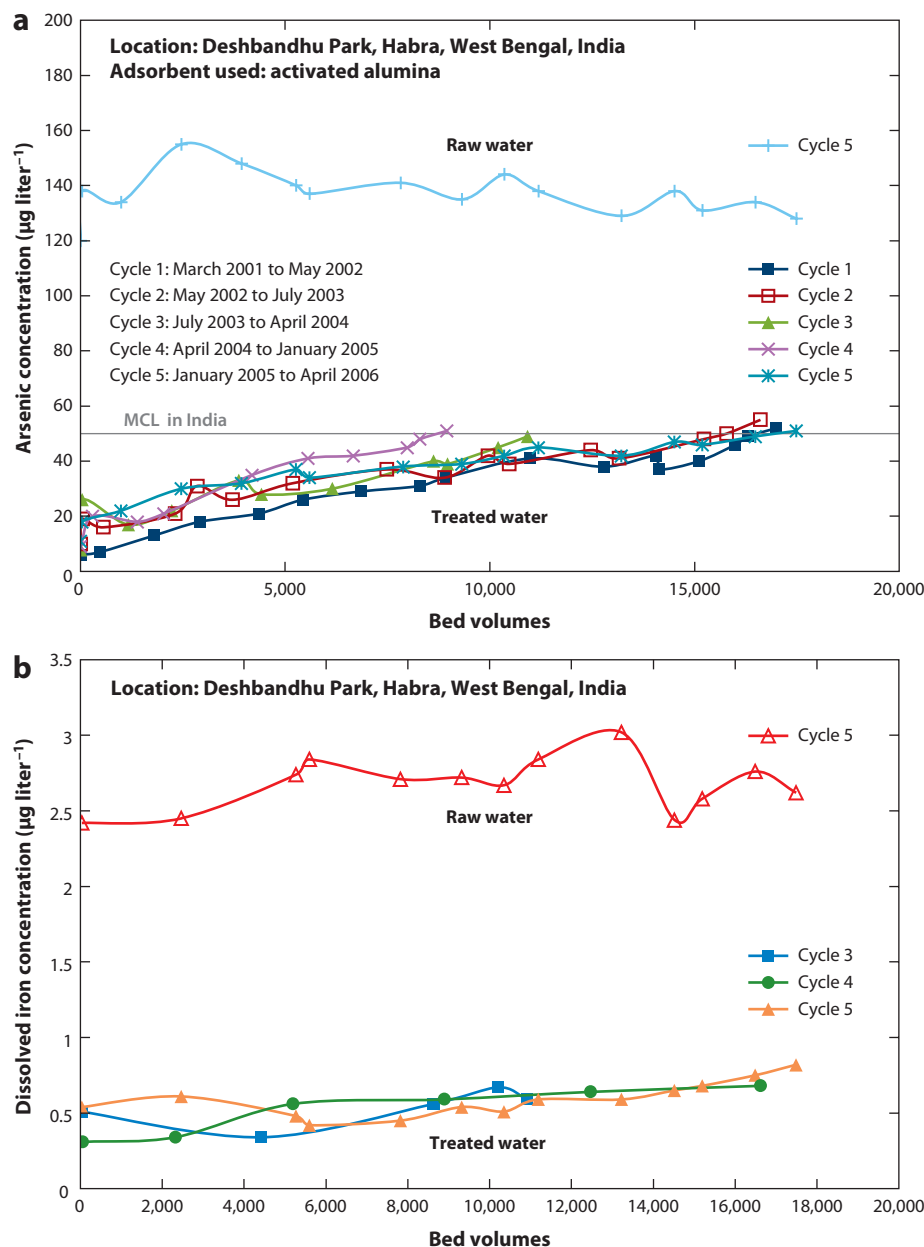 a
Location: Deshbandhu Park, Habra, West Bengal, India
Adsorbent used: activated alumina
Raw water
Cycle 5
Cycle 1: March 2001 to May 2002
Cycle 2: May 2002 to July 2003
Cycle 3: July 2003 to April 2004
Cycle 4: April 2004 to January 2005
Cycle 5: January 2005 to April 2006
Cycle 1
Cycle 2
Cycle 3
Cycle 4
Cycle 5
MCL in India
Treated water
200
180
160
140
120
100
80
60
40
20
0
Arsenic concentration (µg liter⁻¹)
0 5,000 10,000 15,000 20,000
Bed volumes
b
Location: Deshbandhu Park, Habra, West Bengal, India
Cycle 5
Raw water
Cycle 3
Cycle 4
Cycle 5
Treated water
3.5
3
2.5
2
1.5
1
0.5
0
Dissolved iron concentration (µg liter⁻¹)
0 2,000 4,000 6,000 8,000 10,000 12,000 14,000 16,000 18,000 20,000
Bed volumes